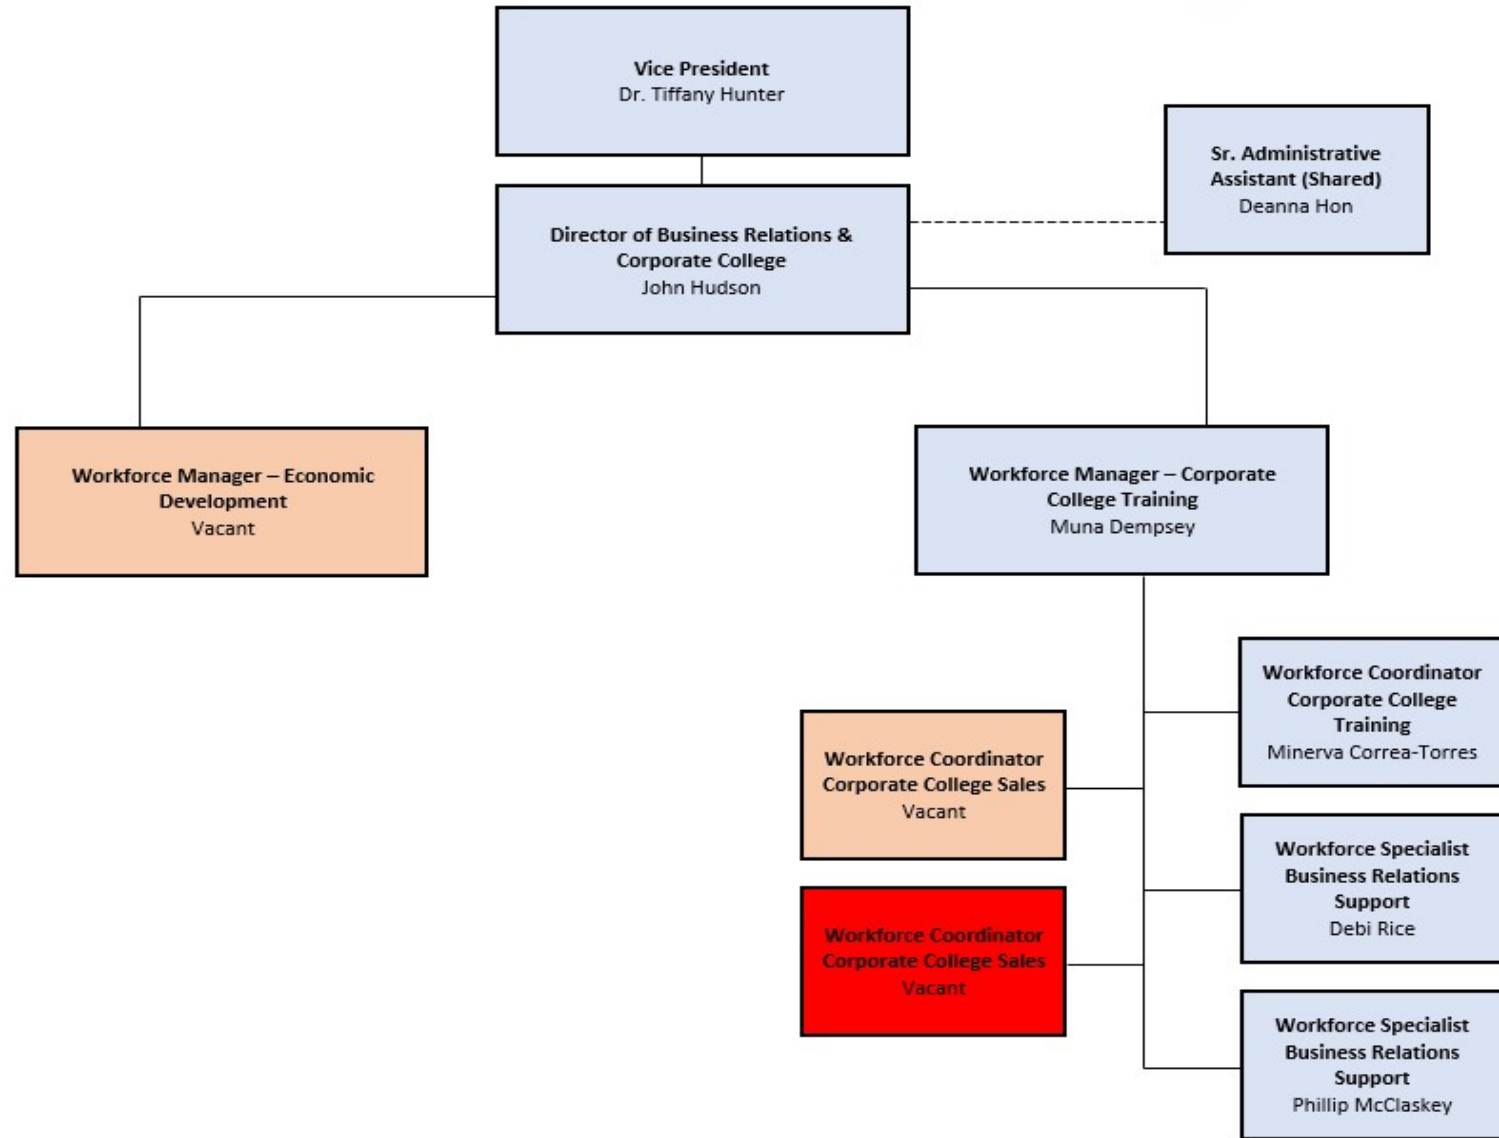 Vice President
Dr. Tiffany Hunter
Sr. Administrative
Assistant (Shared)
Deanna Hon
Director of Business Relations &
Corporate College
John Hudson
Workforce Manager – Economic
Development
Vacant
Workforce Manager – Corporate
College Training
Muna Dempsey
Workforce Coordinator
Corporate College
Training
Minerva Correa-Torres
Workforce Coordinator
Corporate College Sales
Vacant
Workforce Specialist
Business Relations
Support
Debi Rice
Workforce Coordinator
Corporate College Sales
Vacant
Workforce Specialist
Business Relations
Support
Phillip McClaskey